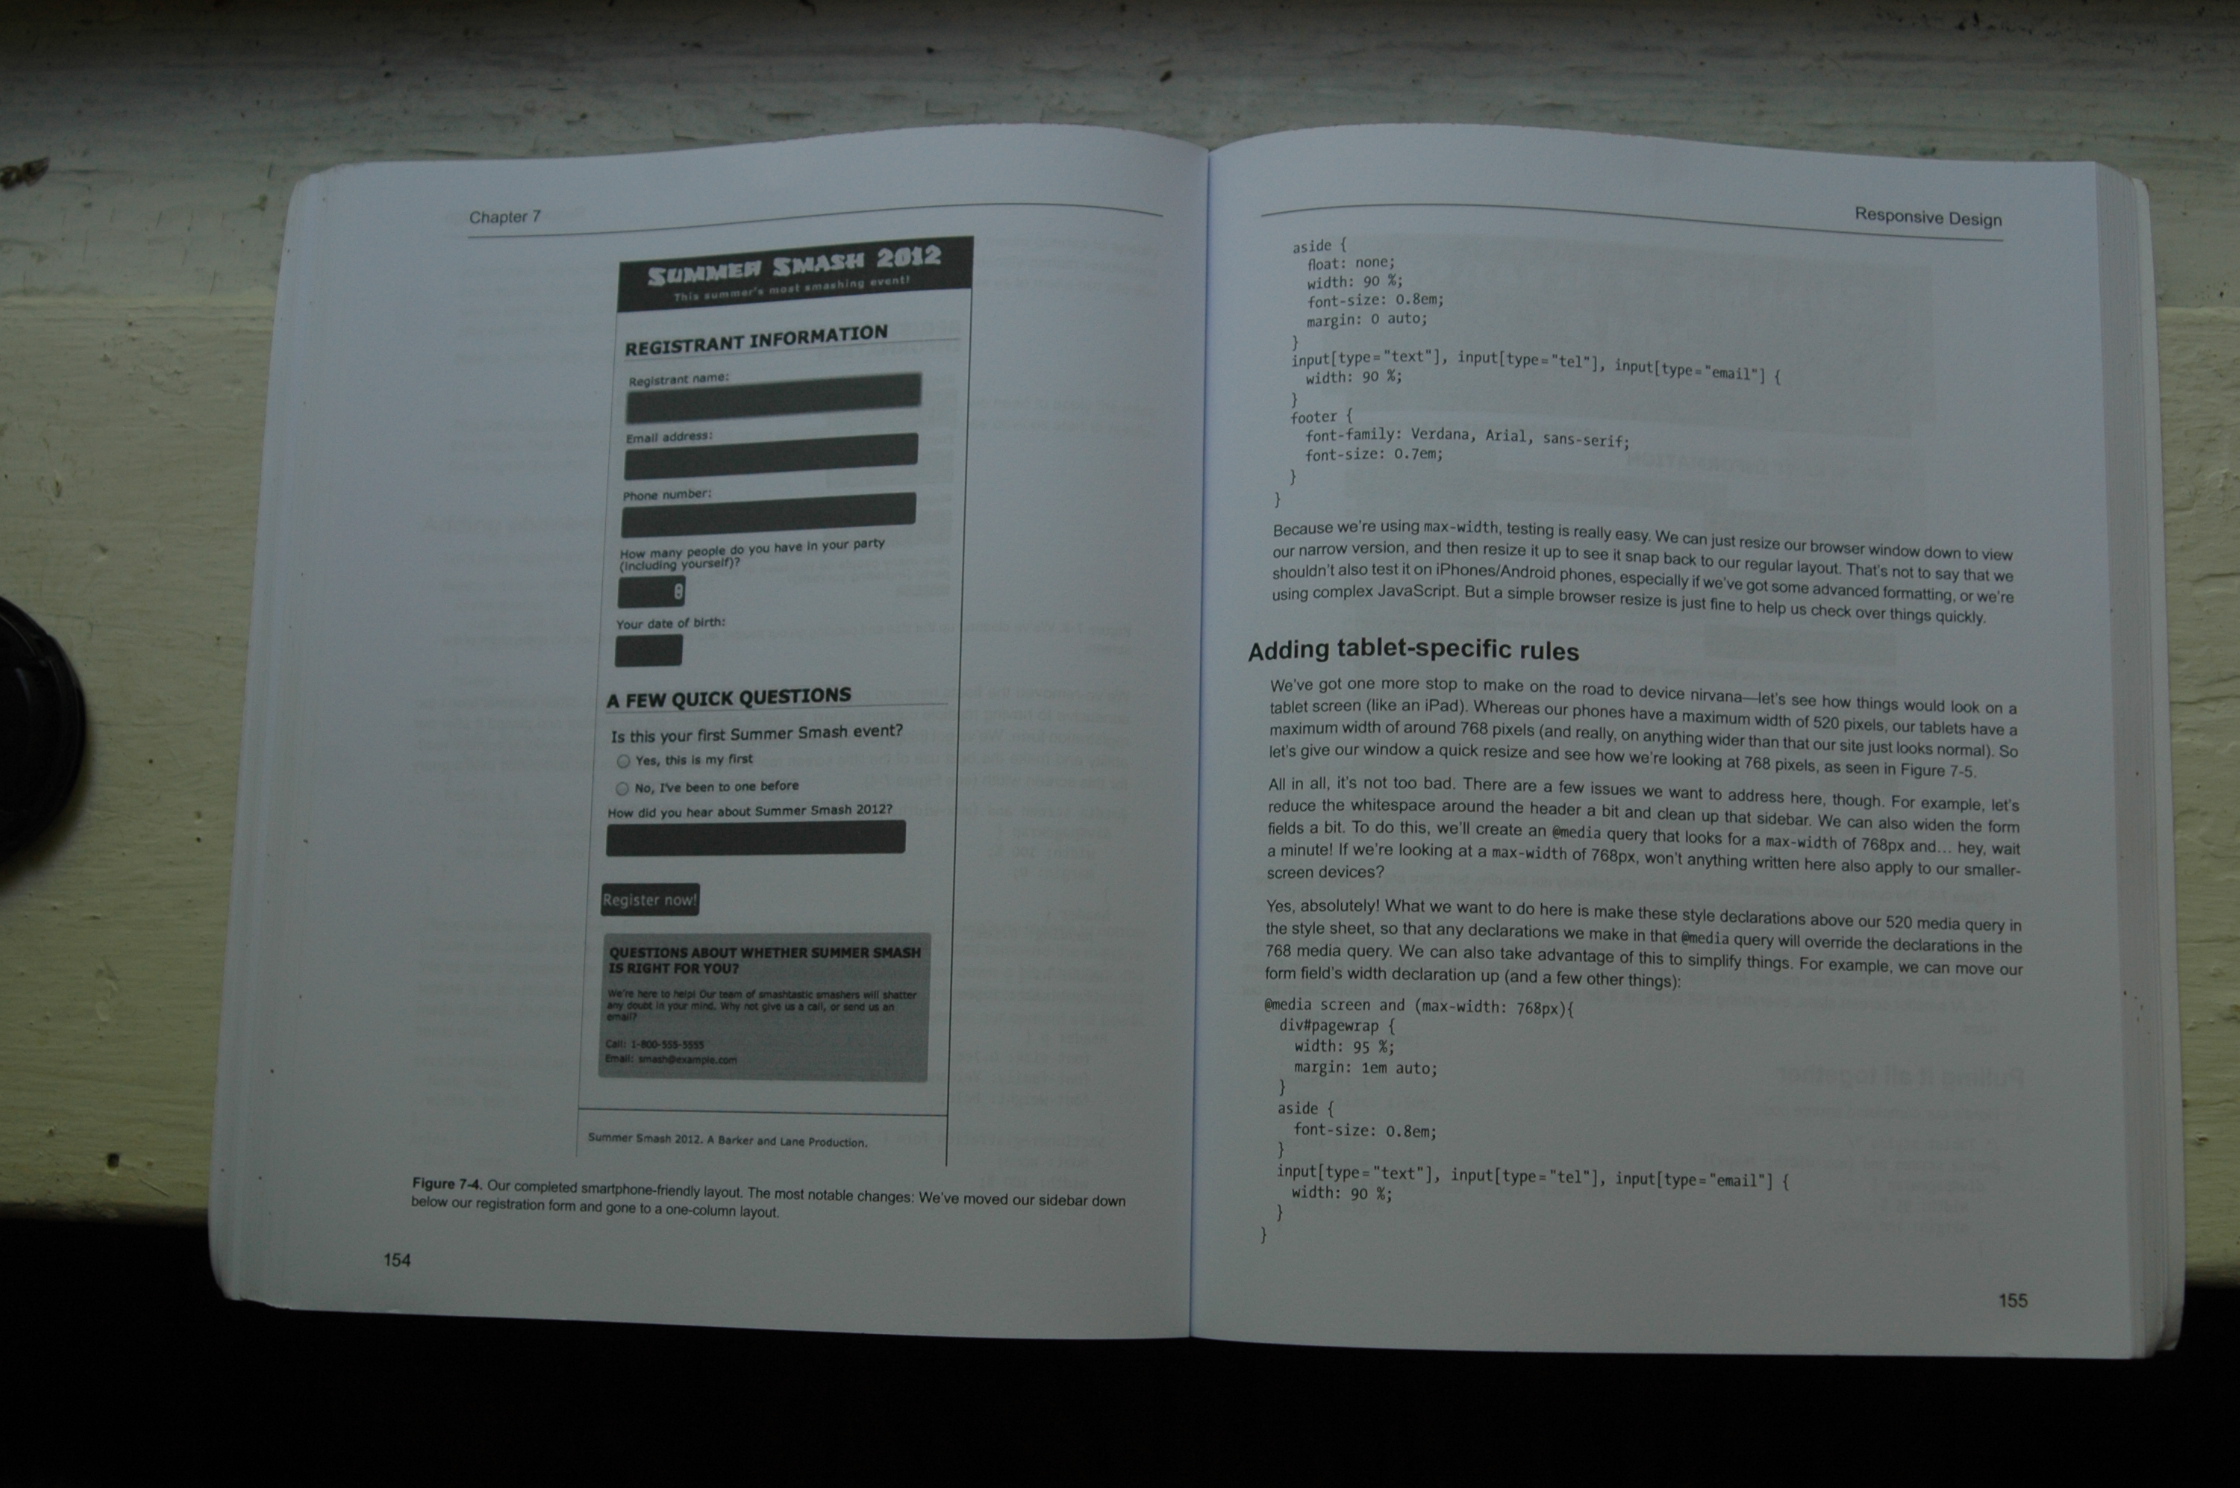 Chapter 7
SUMMER SMASH 2012
This summer's most smashing event!
REGISTRANT INFORMATION
Registrant name:
Email address:
Phone number:
How many people do you have in your party
(including yourself)?
Your date of birth:
A FEW QUICK QUESTIONS
Is this your first Summer Smash event?
Yes, this is my first
No, I've been to one before
How did you hear about Summer Smash 2012?
Register now!
QUESTIONS ABOUT WHETHER SUMMER SMASH
IS RIGHT FOR YOU?
We're here to help! Our team of smashtastic smashers will shatter
any doubt in your mind. Why not give us a call, or send us an
email?
Call: 1-800-555-5555
Email: smash@example.com
Summer Smash 2012. A Barker and Lane Production.
Figure 7-4. Our completed smartphone-friendly layout. The most notable changes: We've moved our sidebar down
below our registration form and gone to a one-column layout.
154
Responsive Design
aside {
float: none;
width: 90 %;
font-size: 0.8em;
margin: 0 auto;
}
input[type="text"], input[type="tel"], input[type="email"] {
width: 90 %;
}
footer {
font-family: Verdana, Arial, sans-serif;
font-size: 0.7em;
}
}
Because we're using max-width, testing is really easy. We can just resize our browser window down to view
our narrow version, and then resize it up to see it snap back to our regular layout. That's not to say that we
shouldn't also test it on iPhones/Android phones, especially if we've got some advanced formatting, or we're
using complex JavaScript. But a simple browser resize is just fine to help us check over things quickly.
Adding tablet-specific rules
We've got one more stop to make on the road to device nirvana—let's see how things would look on a
tablet screen (like an iPad). Whereas our phones have a maximum width of 520 pixels, our tablets have a
maximum width of around 768 pixels (and really, on anything wider than that our site just looks normal). So
let's give our window a quick resize and see how we're looking at 768 pixels, as seen in Figure 7-5.
All in all, it's not too bad. There are a few issues we want to address here, though. For example, let's
reduce the whitespace around the header a bit and clean up that sidebar. We can also widen the form
fields a bit. To do this, we'll create an @media query that looks for a max-width of 768px and... hey, wait
a minute! If we're looking at a max-width of 768px, won't anything written here also apply to our smaller-
screen devices?
Yes, absolutely! What we want to do here is make these style declarations above our 520 media query in
the style sheet, so that any declarations we make in that @media query will override the declarations in the
768 media query. We can also take advantage of this to simplify things. For example, we can move our
form field's width declaration up (and a few other things):
@media screen and (max-width: 768px){
div#pagewrap {
width: 95 %;
margin: 1em auto;
}
aside {
font-size: 0.8em;
}
input[type="text"], input[type="tel"], input[type="email"] {
width: 90 %;
}
}
155